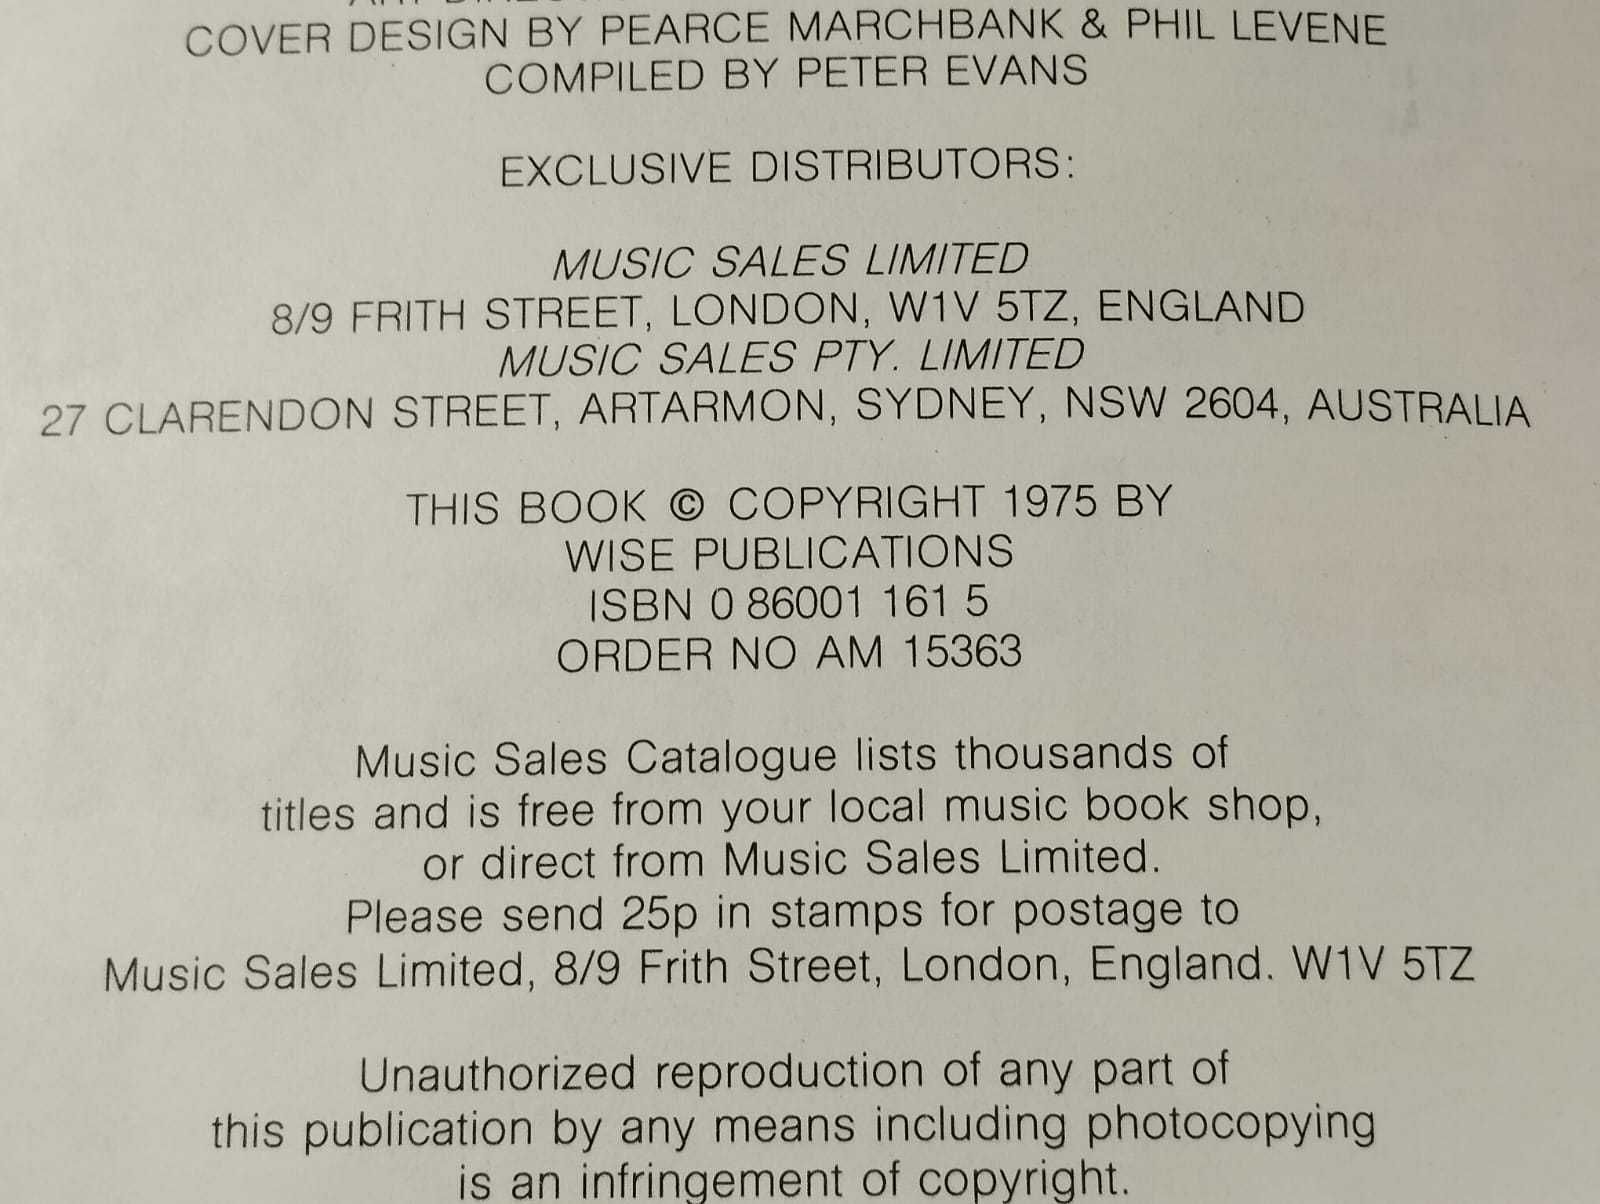 COVER DESIGN BY PEARCE MARCHBANK & PHIL LEVENE
COMPILED BY PETER EVANS
EXCLUSIVE DISTRIBUTORS:
MUSIC SALES LIMITED
8/9 FRITH STREET, LONDON, W1V 5TZ, ENGLAND
MUSIC SALES PTY. LIMITED
27 CLARENDON STREET, ARTARMON, SYDNEY, NSW 2604, AUSTRALIA
THIS BOOK © COPYRIGHT 1975 BY
WISE PUBLICATIONS
ISBN 0 86001 161 5
ORDER NO AM 15363
Music Sales Catalogue lists thousands of
titles and is free from your local music book shop,
or direct from Music Sales Limited.
Please send 25p in stamps for postage to
Music Sales Limited, 8/9 Frith Street, London, England. W1V 5TZ
Unauthorized reproduction of any part of
this publication by any means including photocopying
is an infringement of copyright.